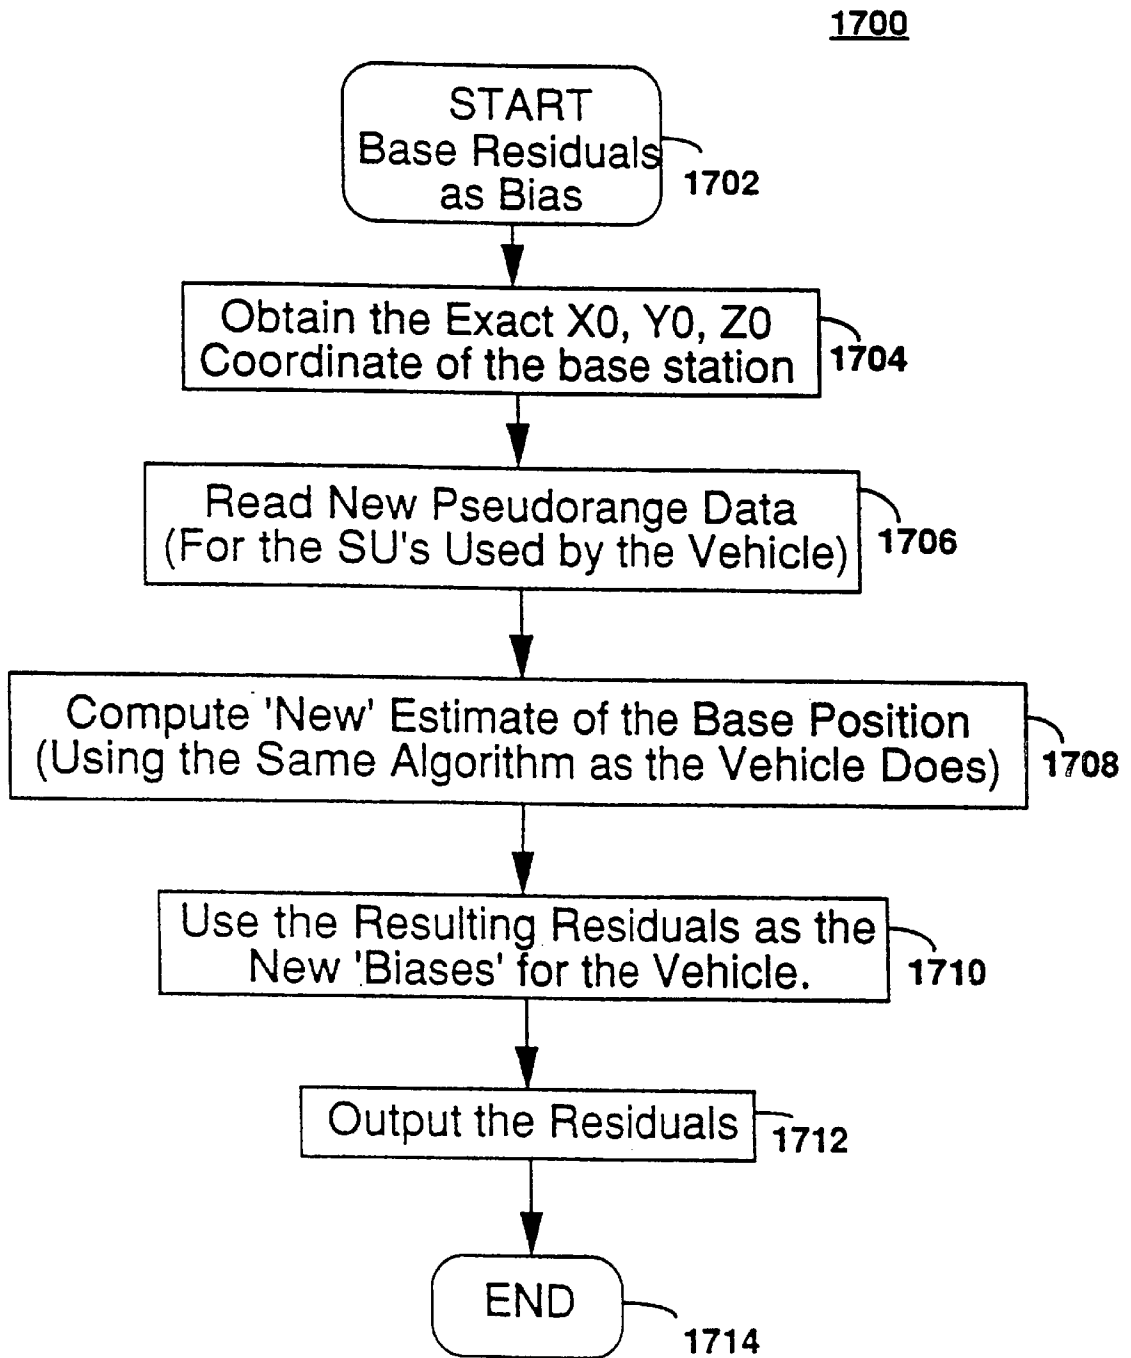 1700
START
Base Residuals
as Bias
1702
Obtain the Exact X0, Y0, Z0
Coordinate of the base station
1704
Read New Pseudorange Data
(For the SU's Used by the Vehicle)
1706
Compute 'New' Estimate of the Base Position
(Using the Same Algorithm as the Vehicle Does)
1708
Use the Resulting Residuals as the
New 'Biases' for the Vehicle.
1710
Output the Residuals
1712
END
1714